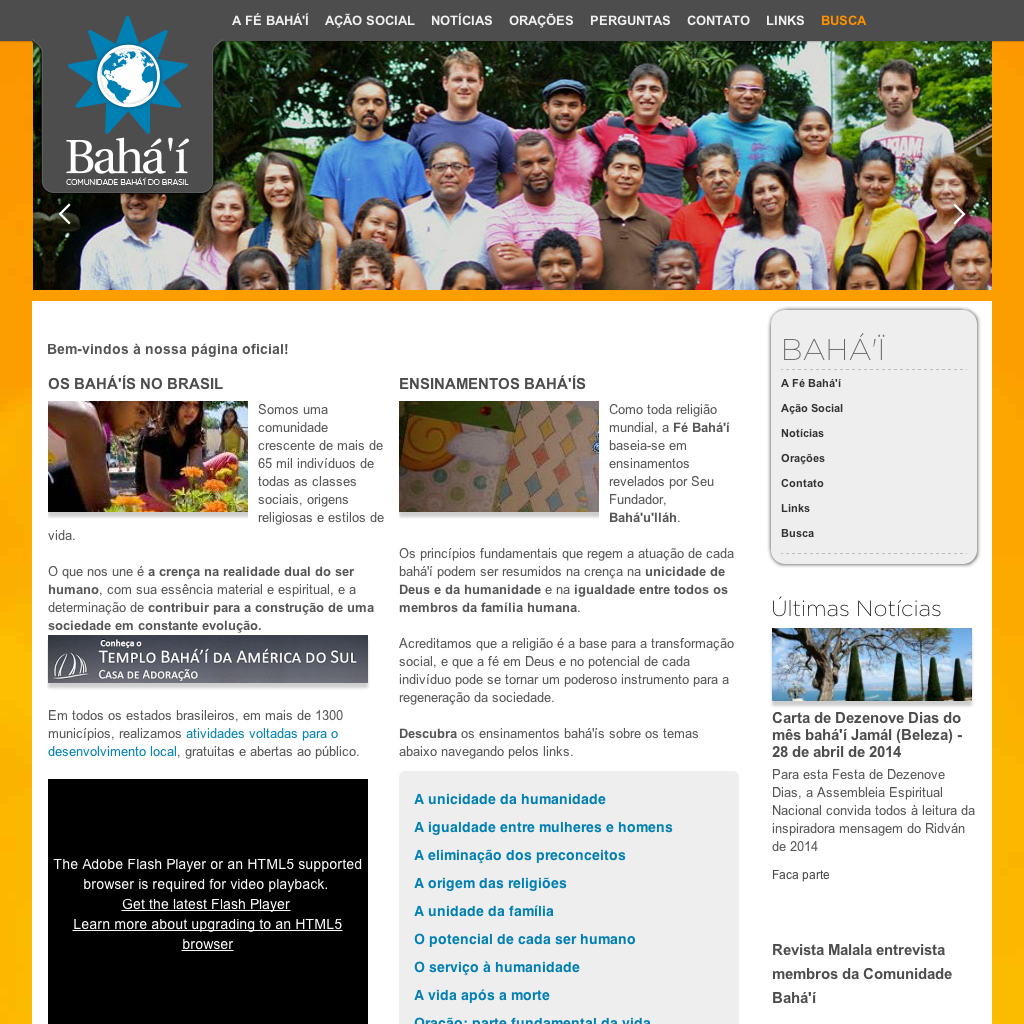 A FÉ BAHÁ'Í AÇÃO SOCIAL NOTÍCIAS ORAÇÕES PERGUNTAS CONTATO LINKS BUSCA
Bahá'í
COMUNIDADE BAHÁ'Í DO BRASIL
Bem-vindos à nossa página oficial!
OS BAHÁ'ÍS NO BRASIL
Somos uma
comunidade
crescente de mais de
65 mil indivíduos de
todas as classes
sociais, origens
religiosas e estilos de
vida.
O que nos une é a crença na realidade dual do ser
humano, com sua essência material e espiritual, e a
determinação de contribuir para a construção de uma
sociedade em constante evolução.
Conheça o
TEMPLO BAHÁ'Í DA AMÉRICA DO SUL
CASA DE ADORAÇÃO
Em todos os estados brasileiros, em mais de 1300
municípios, realizamos atividades voltadas para o
desenvolvimento local, gratuitas e abertas ao público.
The Adobe Flash Player or an HTML5 supported
browser is required for video playback.
Get the latest Flash Player
Learn more about upgrading to an HTML5
browser
ENSINAMENTOS BAHÁ'ÍS
Como toda religião
mundial, a Fé Bahá'í
baseia-se em
ensinamentos
revelados por Seu
Fundador,
Bahá'u'lláh.
Os princípios fundamentais que regem a atuação de cada
bahá'í podem ser resumidos na crença na unicidade de
Deus e da humanidade e na igualdade entre todos os
membros da família humana.
Acreditamos que a religião é a base para a transformação
social, e que a fé em Deus e no potencial de cada
indivíduo pode se tornar um poderoso instrumento para a
regeneração da sociedade.
Descubra os ensinamentos bahá'ís sobre os temas
abaixo navegando pelos links.
A unicidade da humanidade
A igualdade entre mulheres e homens
A eliminação dos preconceitos
A origem das religiões
A unidade da família
O potencial de cada ser humano
O serviço à humanidade
A vida após a morte
Oração: parte fundamental da vida
BAHÁ'Ï
A Fé Bahá'í
Ação Social
Notícias
Orações
Contato
Links
Busca
Últimas Notícias
Carta de Dezenove Dias do
mês bahá'í Jamál (Beleza) -
28 de abril de 2014
Para esta Festa de Dezenove
Dias, a Assembleia Espiritual
Nacional convida todos à leitura da
inspiradora mensagem do Ridván
de 2014
Faca parte
Revista Malala entrevista
membros da Comunidade
Bahá'í